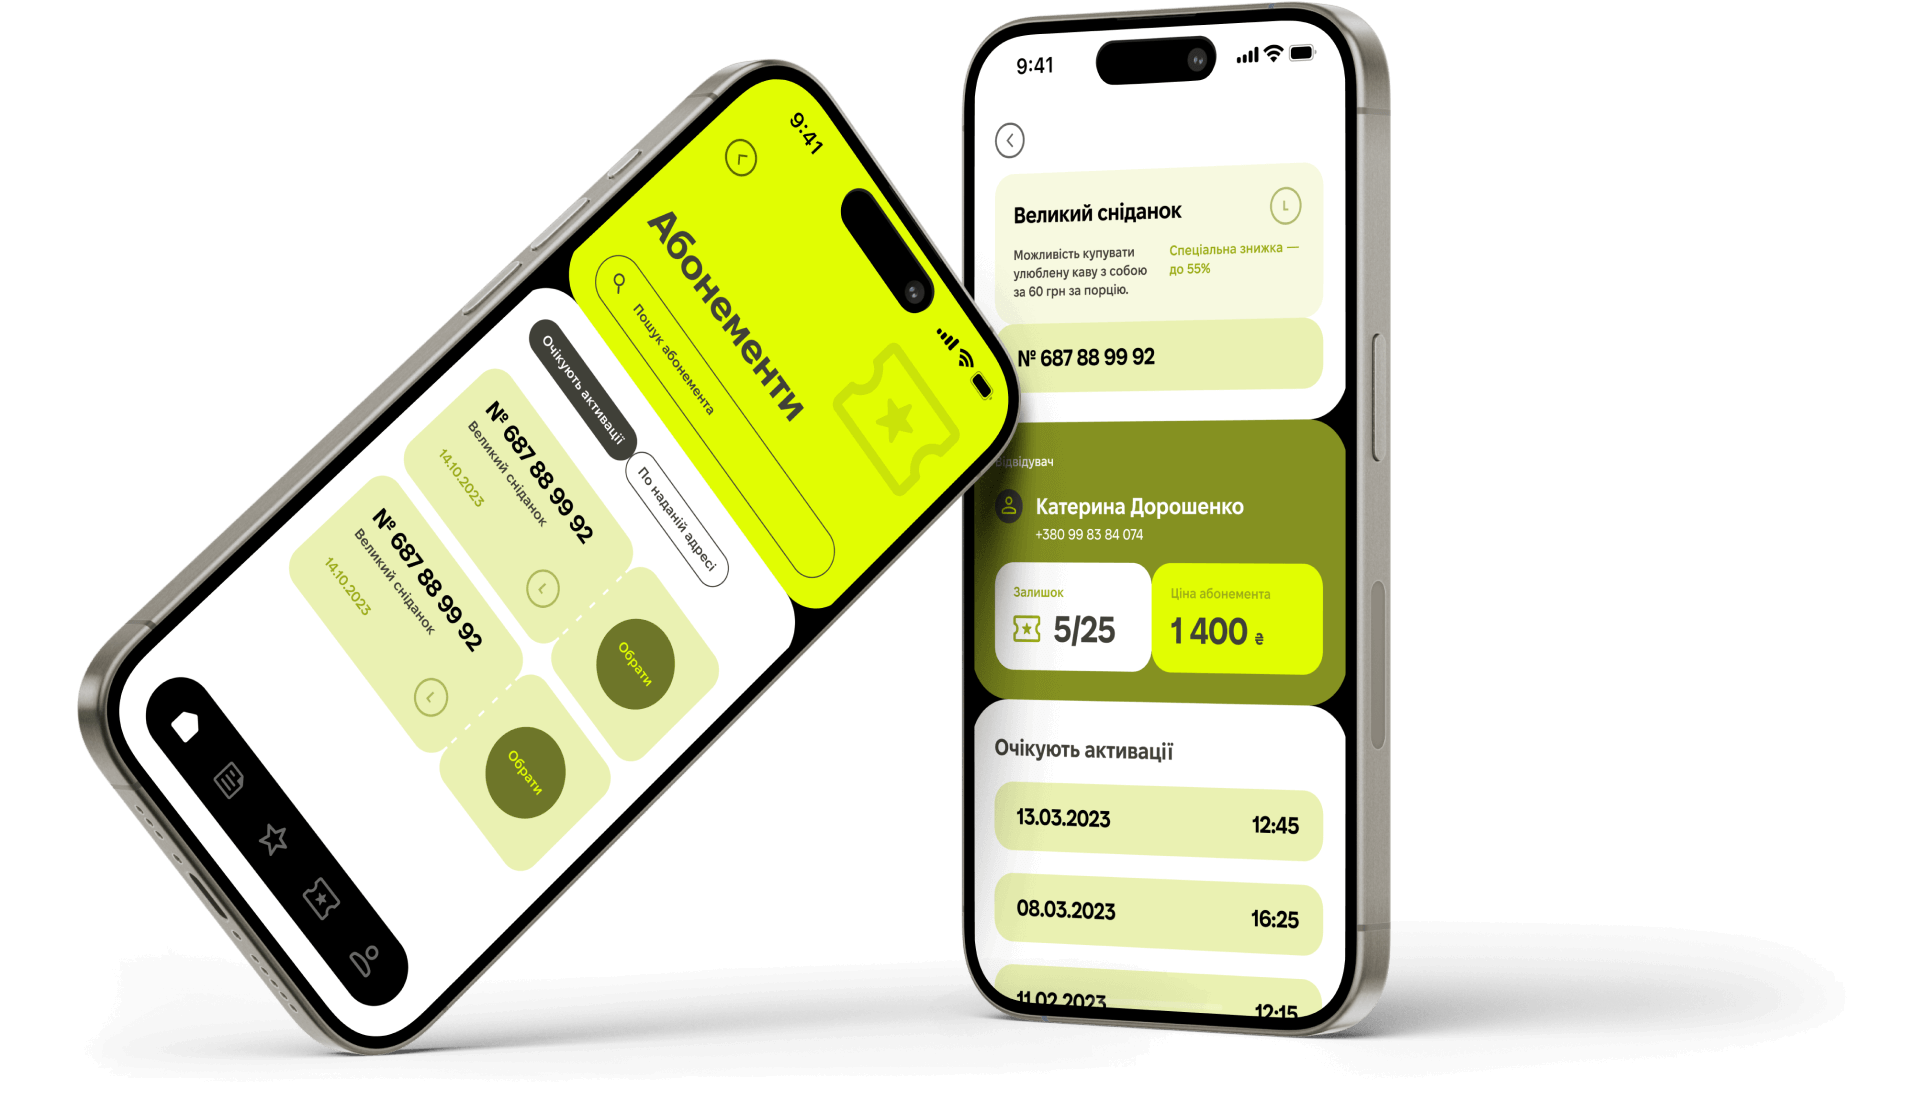 9:41
Абонементи
Пошук абонемента
Очікують активації
По наданій адресі
№ 687 88 99 92
Великий сніданок
14.10.2023
Обрати
№ 687 88 99 92
Великий сніданок
14.10.2023
Обрати
9:41
Великий сніданок
Можливість купувати
улюблену каву з собою
за 60 грн за порцію.
Спеціальна знижка —
до 55%
№ 687 88 99 92
Відвідувач
Катерина Дорошенко
+380 99 83 84 074
Залишок
5/25
Ціна абонемента
1 400 ₴
Очікують активації
13.03.2023 12:45
08.03.2023 16:25
11.02.2023 12:15